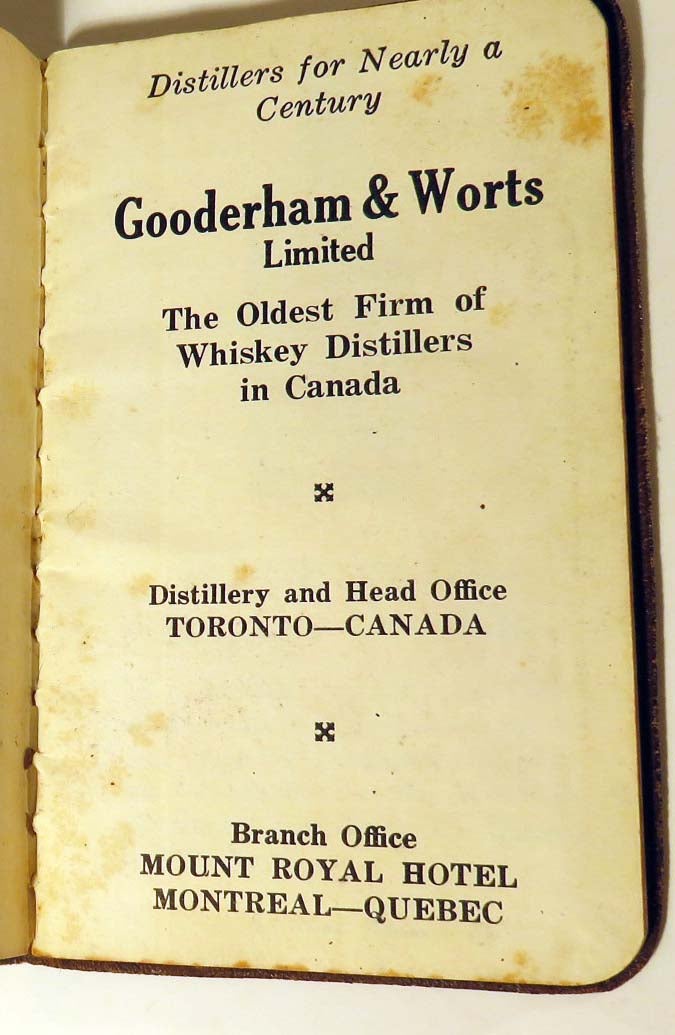 Distillers for Nearly a
Century
Gooderham & Worts
Limited
The Oldest Firm of
Whiskey Distillers
in Canada
Distillery and Head Office
TORONTO—CANADA
Branch Office
MOUNT ROYAL HOTEL
MONTREAL—QUEBEC